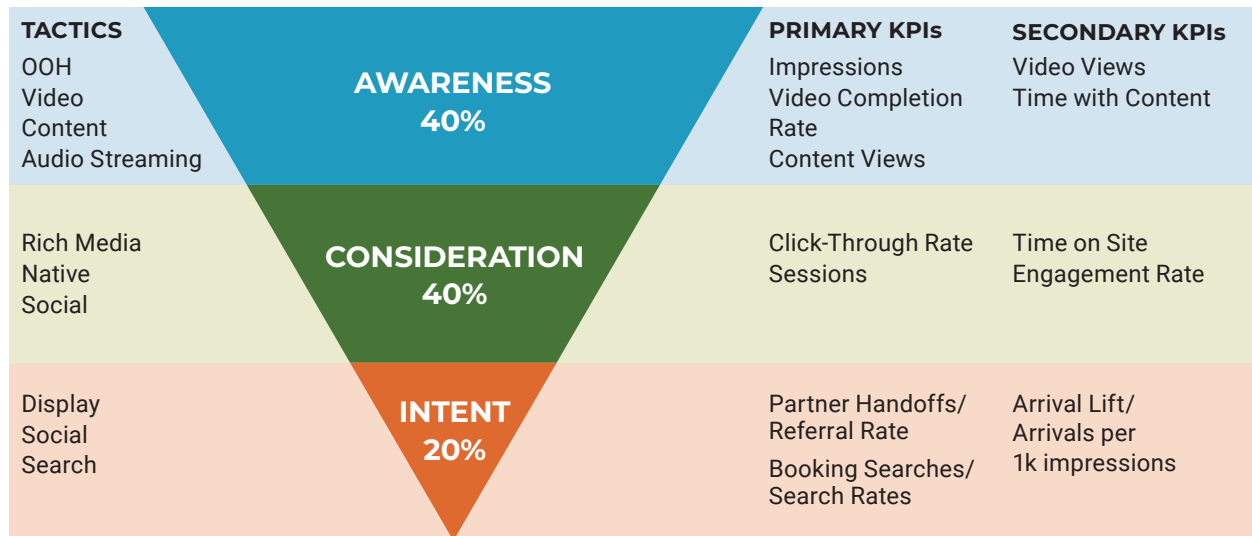 TACTICS
OOH
Video
Content
Audio Streaming
AWARENESS
40%
PRIMARY KPIs
Impressions
Video Completion
Rate
Content Views
SECONDARY KPIs
Video Views
Time with Content
Rich Media
Native
Social
CONSIDERATION
40%
Click-Through Rate
Sessions
Time on Site
Engagement Rate
Display
Social
Search
INTENT
20%
Partner Handoffs/
Referral Rate
Booking Searches/
Search Rates
Arrival Lift/
Arrivals per
1k impressions